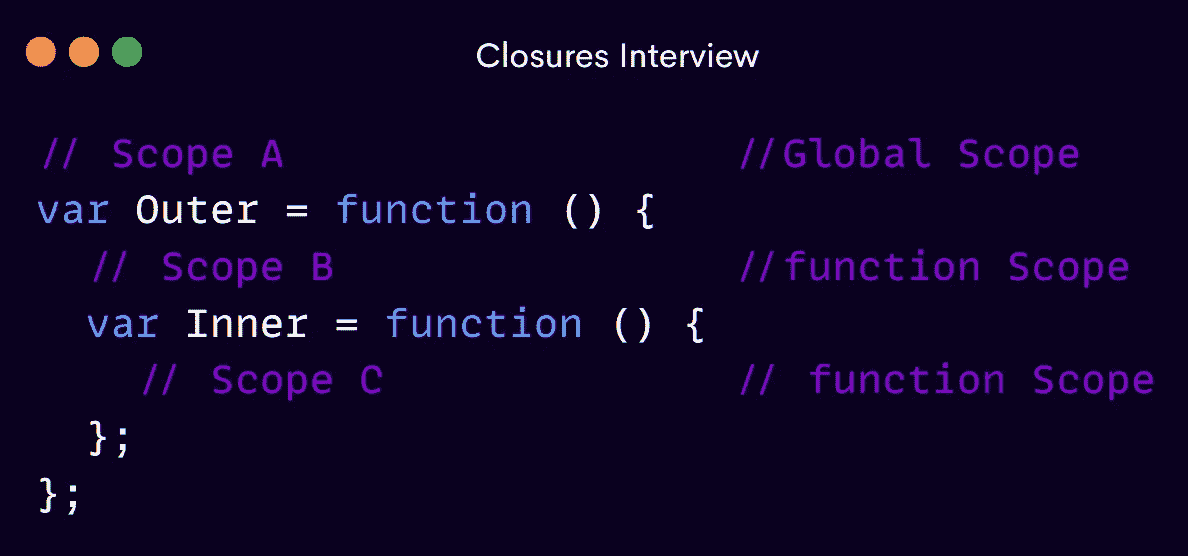 Closures Interview
// Scope A //Global Scope
var Outer = function () {
// Scope B //function Scope
var Inner = function () {
// Scope C // function Scope
};
};